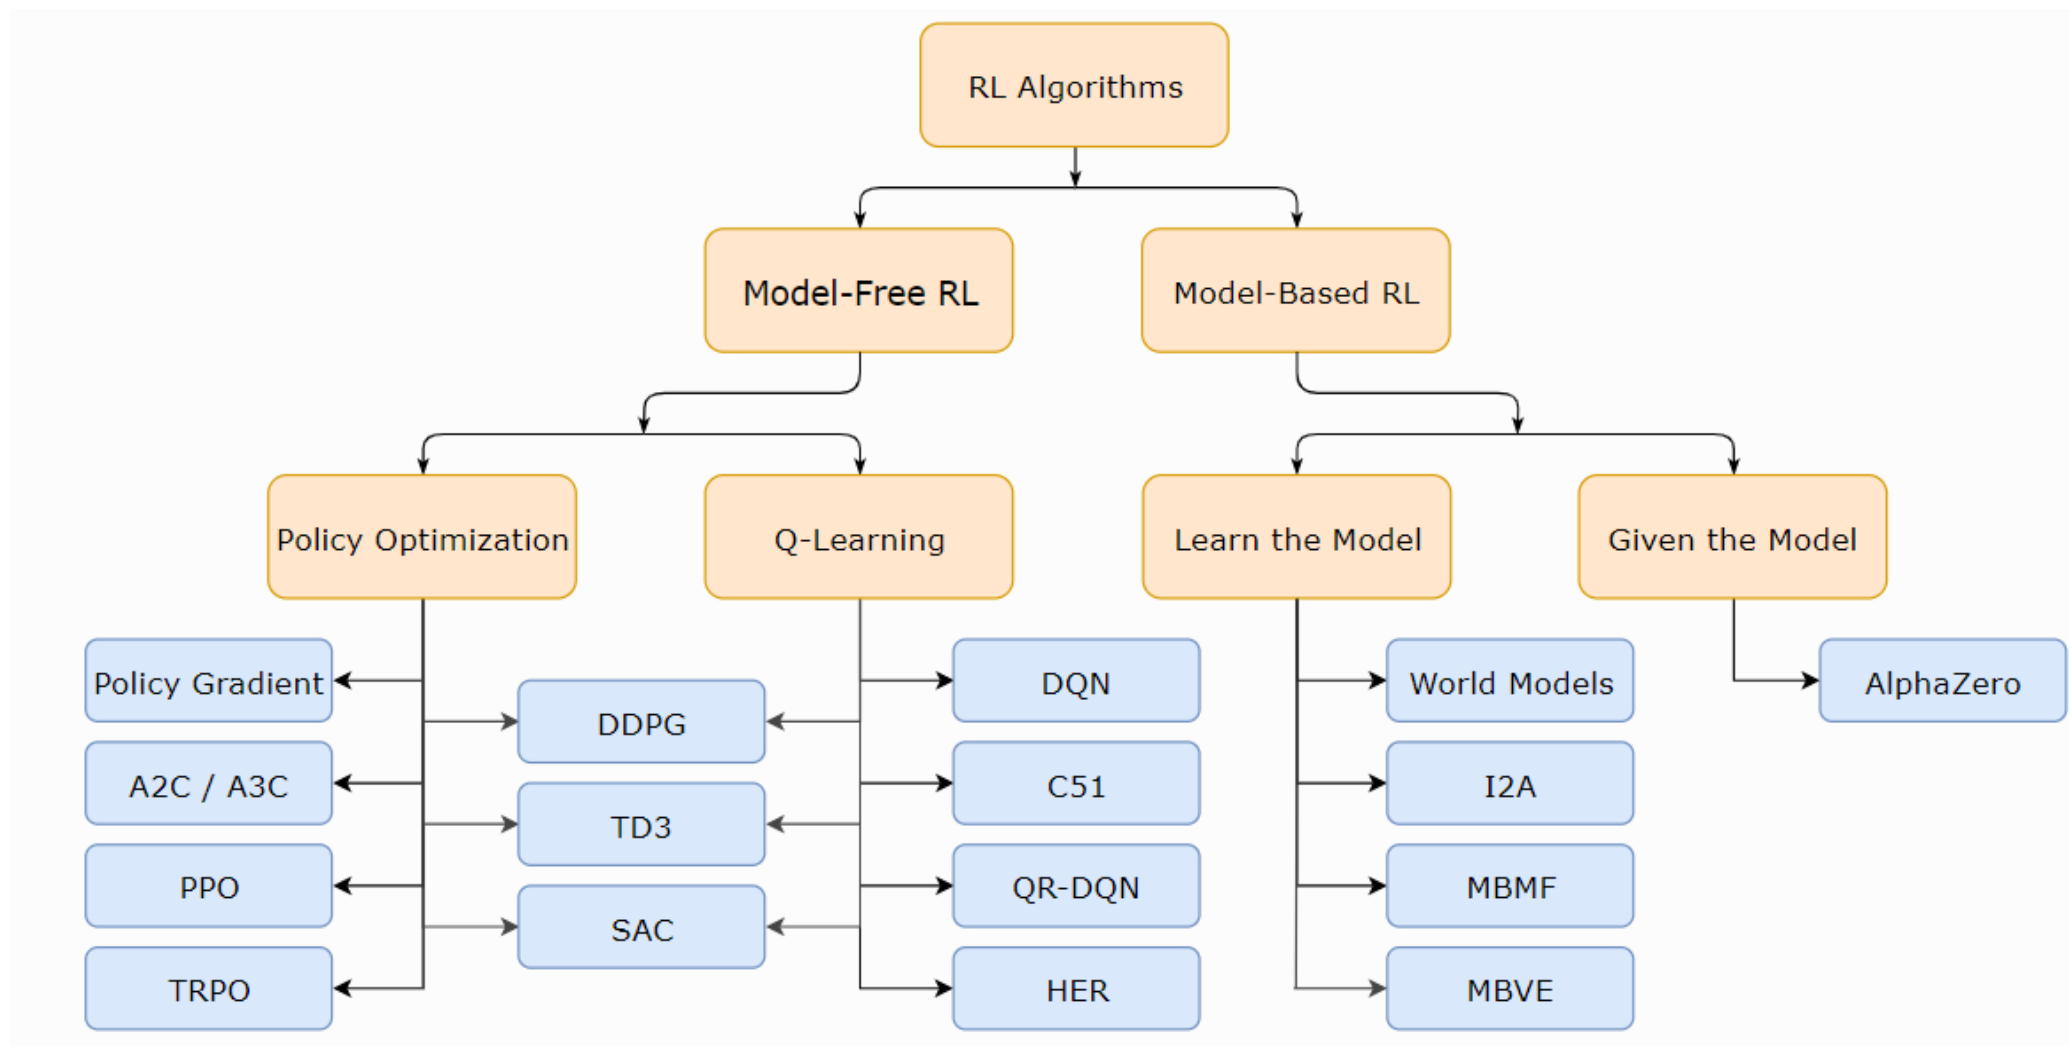 RL Algorithms
Model-Free RL
Model-Based RL
Policy Optimization
Q-Learning
Learn the Model
Given the Model
Policy Gradient
DDPG
DQN
World Models
AlphaZero
A2C / A3C
TD3
C51
I2A
PPO
SAC
QR-DQN
MBMF
TRPO
HER
MBVE